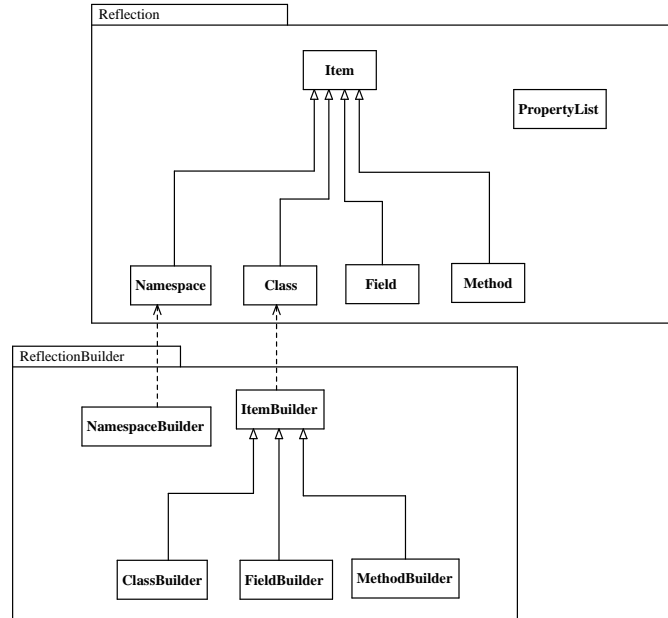 Reflection
Item
PropertyList
Namespace
Class
Field
Method
ReflectionBuilder
ItemBuilder
NamespaceBuilder
ClassBuilder
FieldBuilder
MethodBuilder